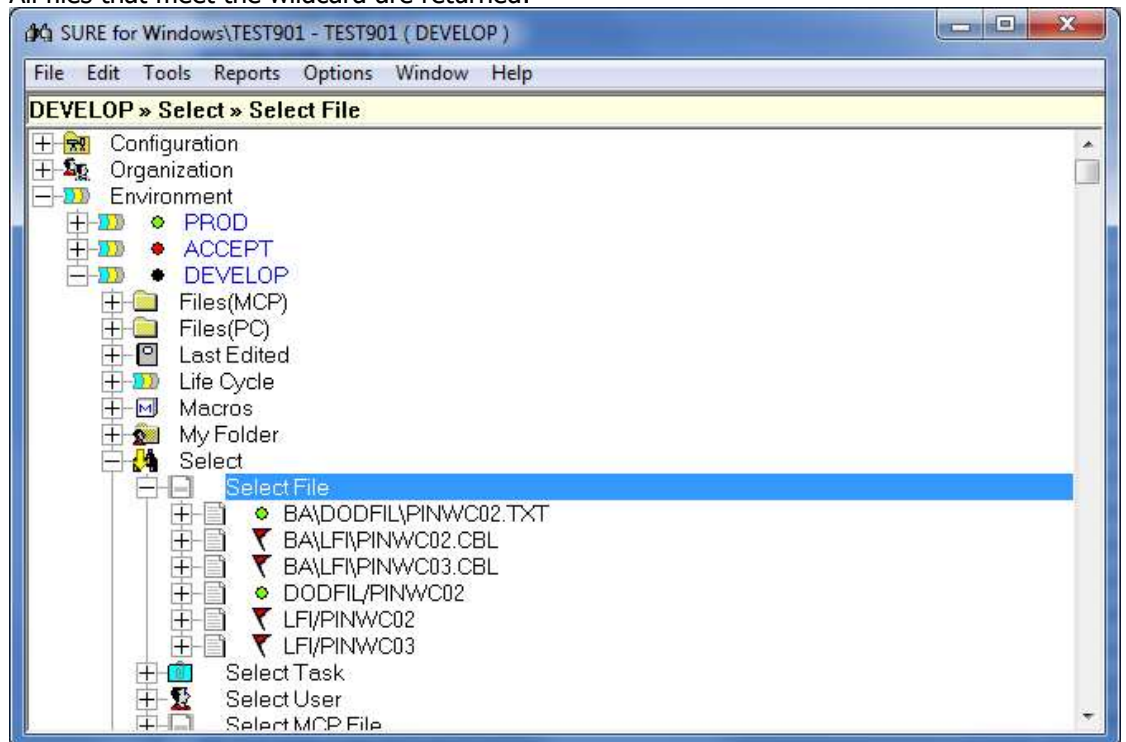 All files that meet the wildcard are returned.
SURE for Windows\TEST901 - TEST901 ( DEVELOP )
File Edit Tools Reports Options Window Help
DEVELOP » Select » Select File
Configuration
Organization
Environment
PROD
ACCEPT
DEVELOP
Files(MCP)
Files(PC)
Last Edited
Life Cycle
Macros
My Folder
Select
Select File
BA\DODFIL\PINWC02.TXT
BA\LFI\PINWC02.CBL
BA\LFI\PINWC03.CBL
DODFIL/PINWC02
LFI/PINWC02
LFI/PINWC03
Select Task
Select User
Select MCP File